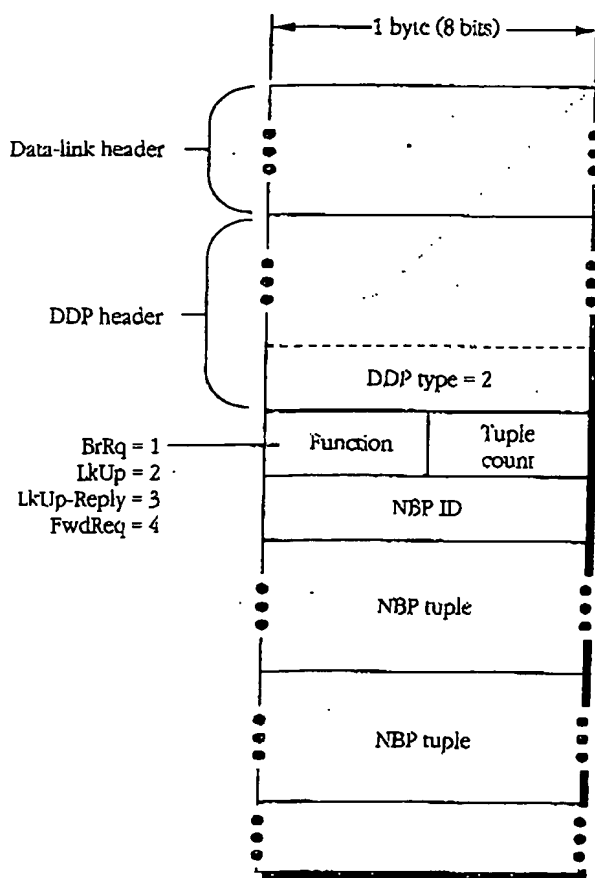 1 byte (8 bits)
Data-link header
DDP header
DDP type = 2
BrRq = 1
LkUp = 2
LkUp-Reply = 3
FwdReq = 4
Function
Tuple
count
NBP ID
NBP tuple
NBP tuple